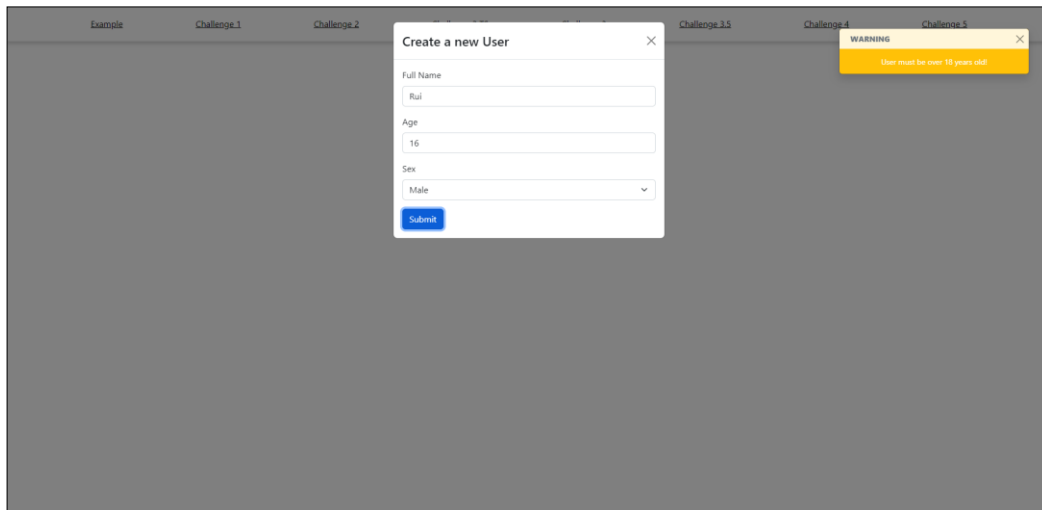 Example Challenge 1 Challenge 2 Challenge 3.5 Challenge 4 Challenge 5
WARNING
User must be over 18 years old!
Create a new User
Full Name
Rui
Age
16
Sex
Male
Submit